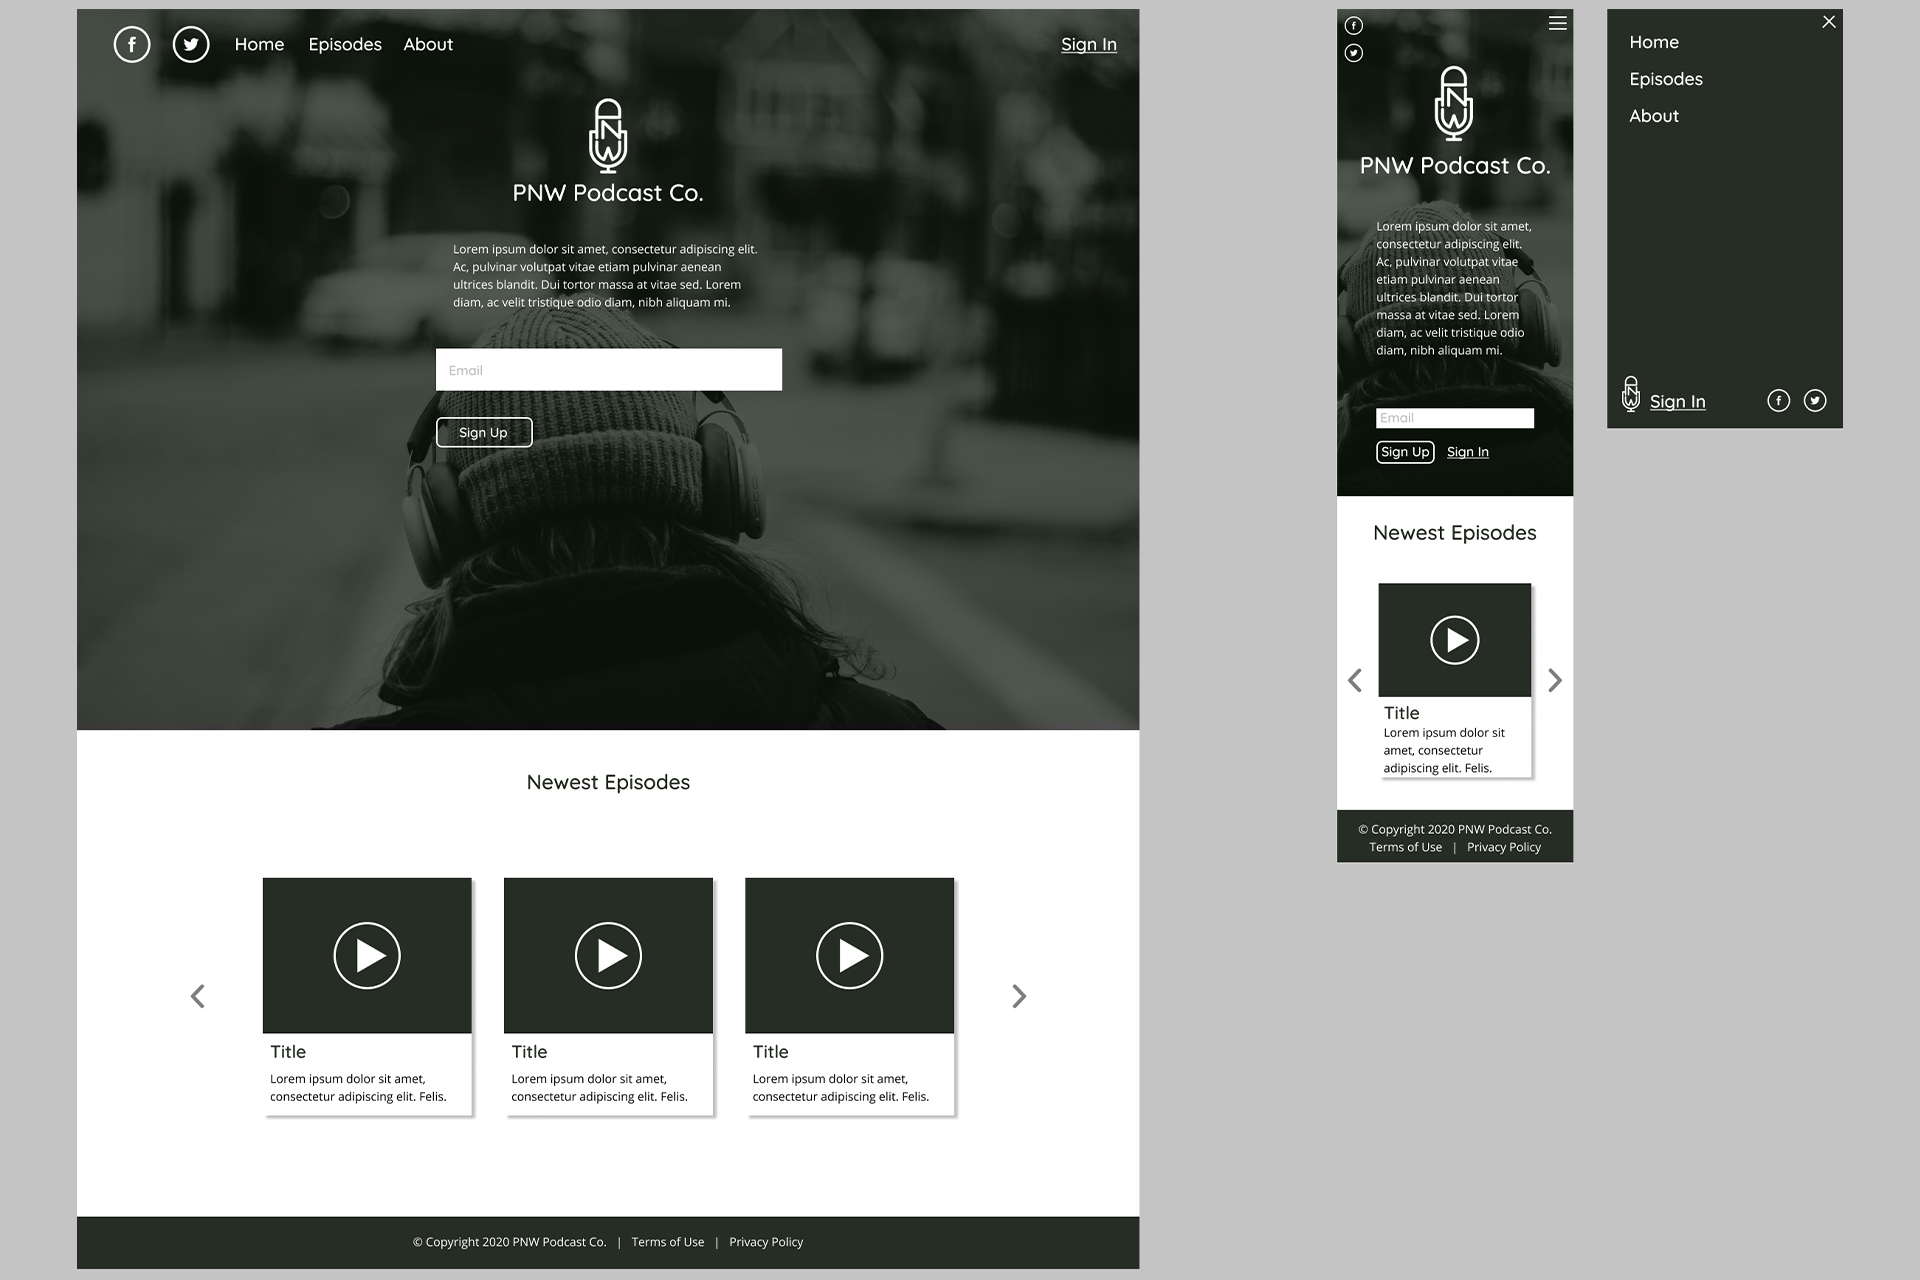 Home
Episodes
About
Sign In
NW
PNW Podcast Co.
Lorem ipsum dolor sit amet, consectetur adipiscing elit.
Ac, pulvinar volutpat vitae etiam pulvinar aenean
ultrices blandit. Dui tortor massa at vitae sed. Lorem
diam, ac velit tristique odio diam, nibh aliquam mi.
Email
Sign Up
Newest Episodes
Title
Lorem ipsum dolor sit amet,
consectetur adipiscing elit. Felis.
Title
Lorem ipsum dolor sit amet,
consectetur adipiscing elit. Felis.
Title
Lorem ipsum dolor sit amet,
consectetur adipiscing elit. Felis.
© Copyright 2020 PNW Podcast Co. | Terms of Use | Privacy Policy
NW
PNW Podcast Co.
Lorem ipsum dolor sit amet,
consectetur adipiscing elit.
Ac, pulvinar volutpat vitae
etiam pulvinar aenean
ultrices blandit. Dui tortor
massa at vitae sed. Lorem
diam, ac velit tristique odio
diam, nibh aliquam mi.
Email
Sign Up
Sign In
Newest Episodes
Title
Lorem ipsum dolor sit
amet, consectetur
adipiscing elit. Felis.
© Copyright 2020 PNW Podcast Co.
Terms of Use | Privacy Policy
Home
Episodes
About
NW
Sign In